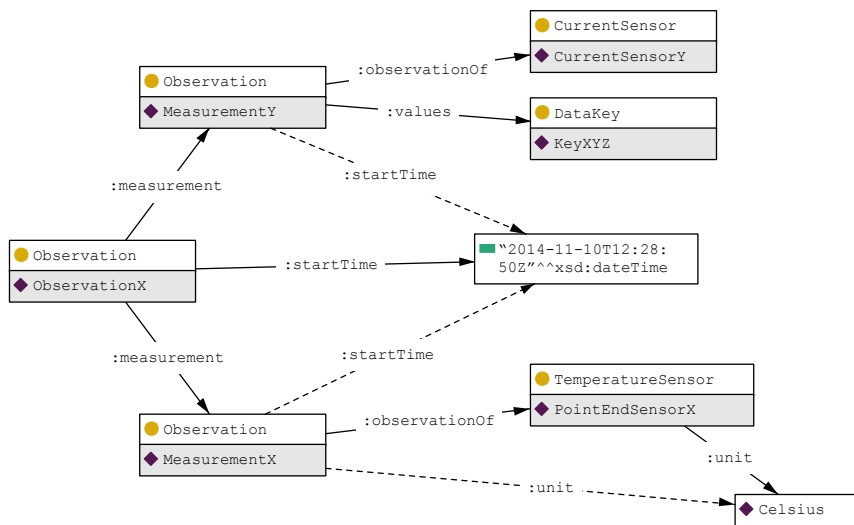 CurrentSensor
:observationOf
CurrentSensorY
Observation
MeasurementY
:values
DataKey
KeyXYZ
:startTime
:measurement
Observation
ObservationX
:startTime
“2014-11-10T12:28:
50Z”^^xsd:dateTime
:measurement
:startTime
TemperatureSensor
PointEndSensorX
:observationOf
Observation
MeasurementX
:unit
:unit
Celsius